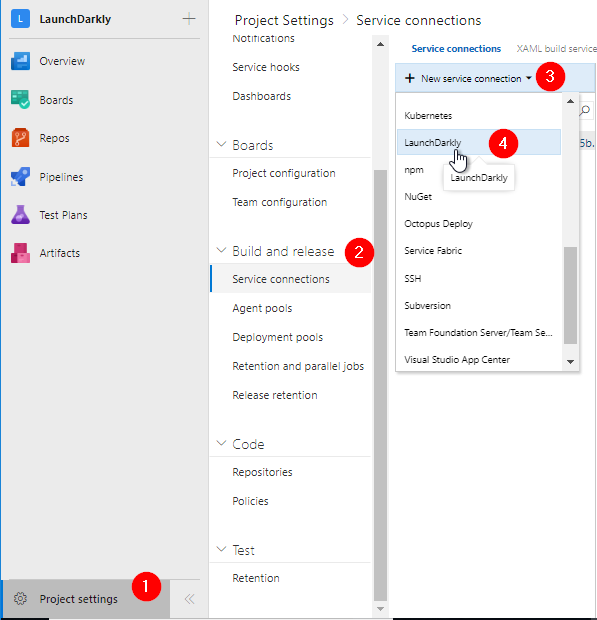 L LaunchDarkly
Overview
Boards
Repos
Pipelines
Test Plans
Artifacts
Project settings
1
Project Settings > Service connections
Notifications
Service hooks
Dashboards
Boards
Project configuration
Team configuration
Build and release
2
Service connections
Agent pools
Deployment pools
Retention and parallel jobs
Release retention
Code
Repositories
Policies
Test
Retention
Service connections XAML build service
+ New service connection
3
Kubernetes
LaunchDarkly
4
npm
LaunchDarkly
NuGet
Octopus Deploy
Service Fabric
SSH
Subversion
Team Foundation Server/Team Se...
Visual Studio App Center
5b.